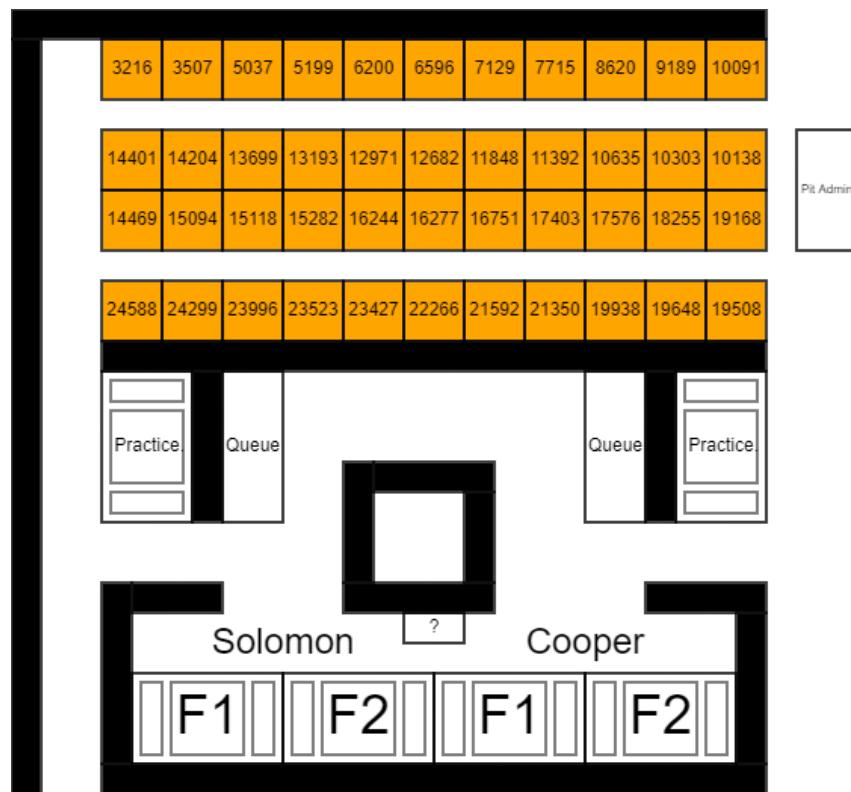 3216 3507 5037 5199 6200 6596 7129 7715 8620 9189 10091
14401 14204 13699 13193 12971 12682 11848 11392 10635 10303 10138
Pit Admin
14469 15094 15118 15282 16244 16277 16751 17403 17576 18255 19168
24588 24299 23996 23523 23427 22266 21592 21350 19938 19648 19508
Practice. Queue Queue Practice.
?
Solomon Cooper
F1 F2 F1 F2